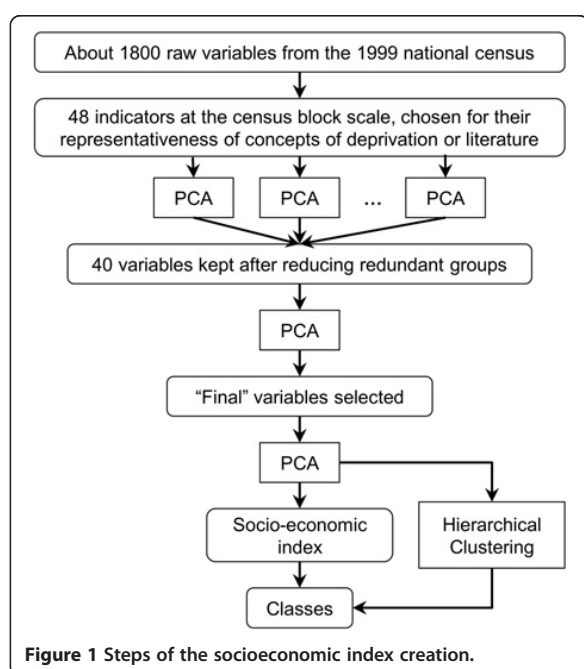 About 1800 raw variables from the 1999 national census
48 indicators at the census block scale, chosen for their
representativeness of concepts of deprivation or literature
PCA PCA ... PCA
40 variables kept after reducing redundant groups
PCA
“Final” variables selected
PCA
Socio-economic
index
Hierarchical
Clustering
Classes
Figure 1 Steps of the socioeconomic index creation.